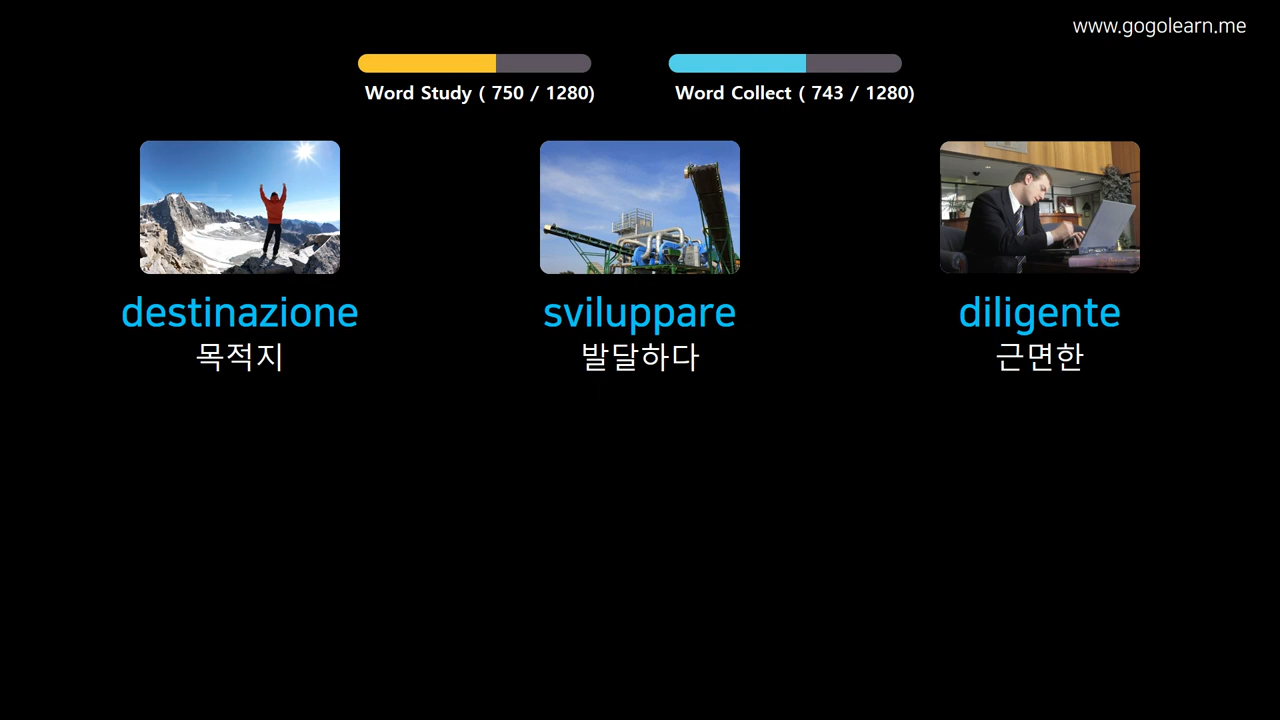 www.gogolearn.me
Word Study ( 750 / 1280)
Word Collect ( 743 / 1280)
destinazione
목적지
sviluppare
발달하다
diligente
근면한